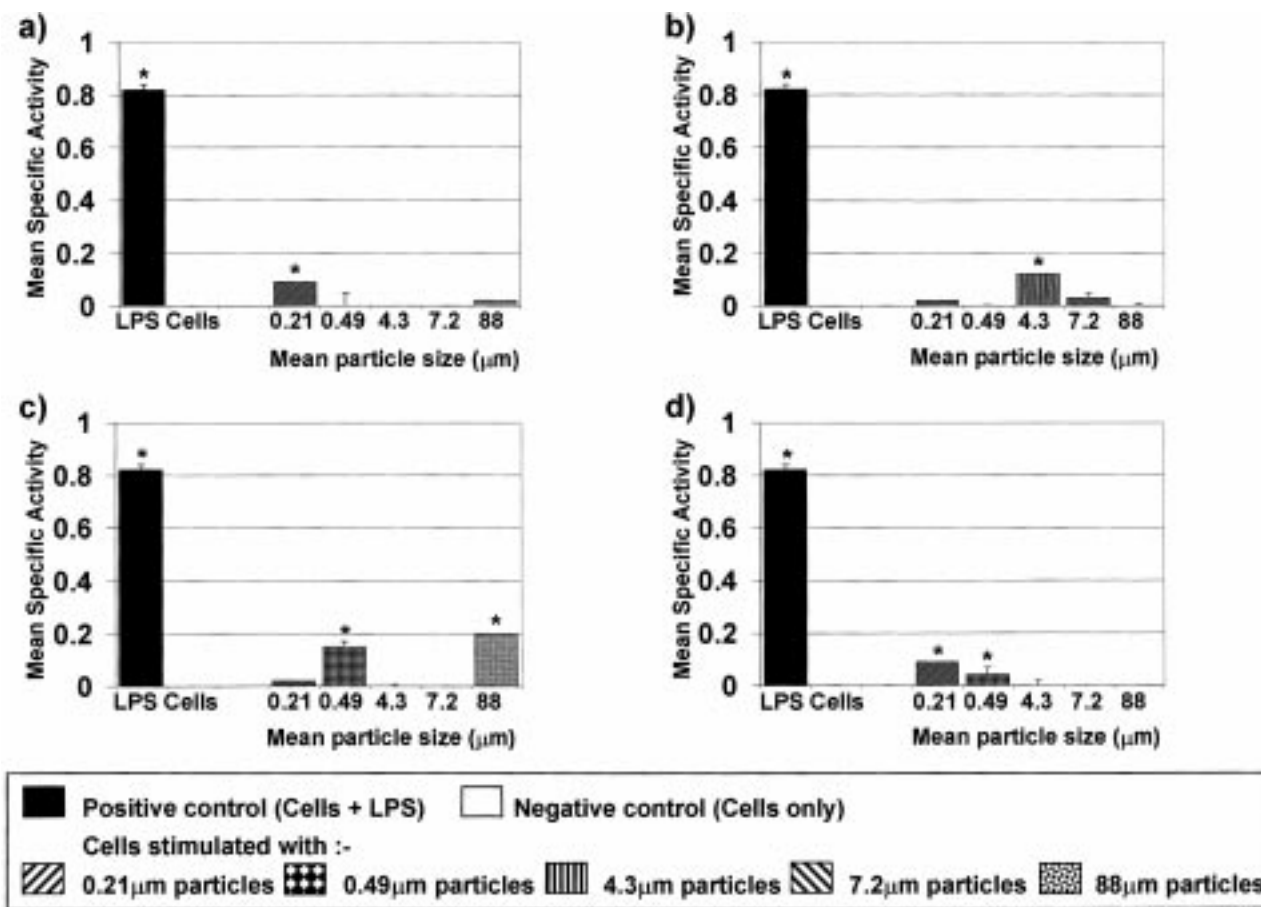 a)
Mean Specific Activity
1
0.8
0.6
0.4
0.2
0
*
*
LPS Cells
0.21 0.49 4.3 7.2 88
Mean particle size (μm)
b)
Mean Specific Activity
1
0.8
0.6
0.4
0.2
0
*
*
LPS Cells
0.21 0.49 4.3 7.2 88
Mean particle size (μm)
c)
Mean Specific Activity
1
0.8
0.6
0.4
0.2
0
*
*
*
LPS Cells
0.21 0.49 4.3 7.2 88
Mean particle size (μm)
d)
Mean Specific Activity
1
0.8
0.6
0.4
0.2
0
*
*
*
LPS Cells
0.21 0.49 4.3 7.2 88
Mean particle size (μm)
Positive control (Cells + LPS) Negative control (Cells only)
Cells stimulated with :-
0.21μm particles 0.49μm particles 4.3μm particles 7.2μm particles 88μm particles